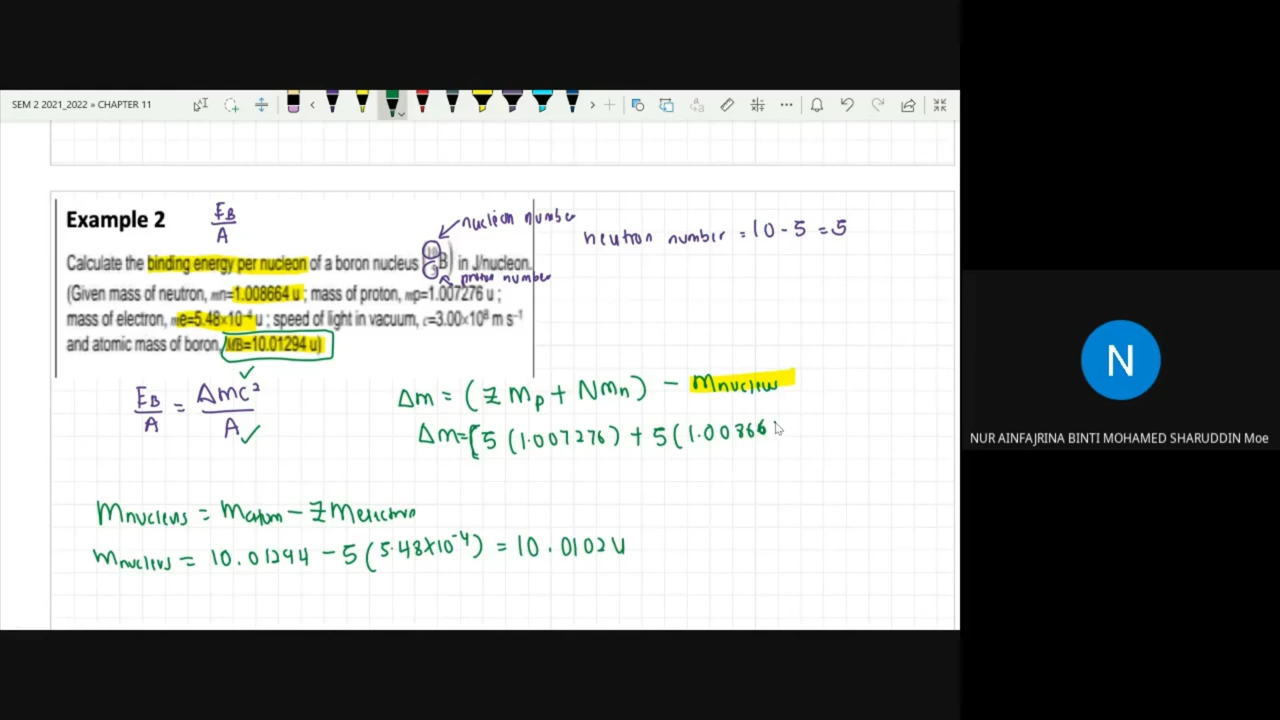 SEM 2 2021_2022 » CHAPTER 11
Example 2
EB/A
nucleon number
neutron number = 10 - 5 = 5
Calculate the binding energy per nucleon of a boron nucleus (10 5 B) in J/nucleon.
proton number
(Given mass of neutron, mn=1.008664 u ; mass of proton, mp=1.007276 u ;
mass of electron, me=5.48×10⁻⁴ u ; speed of light in vacuum, c=3.00×10⁸ m s⁻¹
and atomic mass of boron, MB=10.01294 u)
EB/A = Δmc²/A
Δm = (Z mp + Nmn) - mnucleus
Δm=[5 (1.007276) + 5 (1.00866
mnucleus = matom - Z melectron
mnucleus = 10.01294 - 5 (5.48×10⁻⁴) = 10.0102 u
N
NUR AINFAJRINA BINTI MOHAMED SHARUDDIN Moe